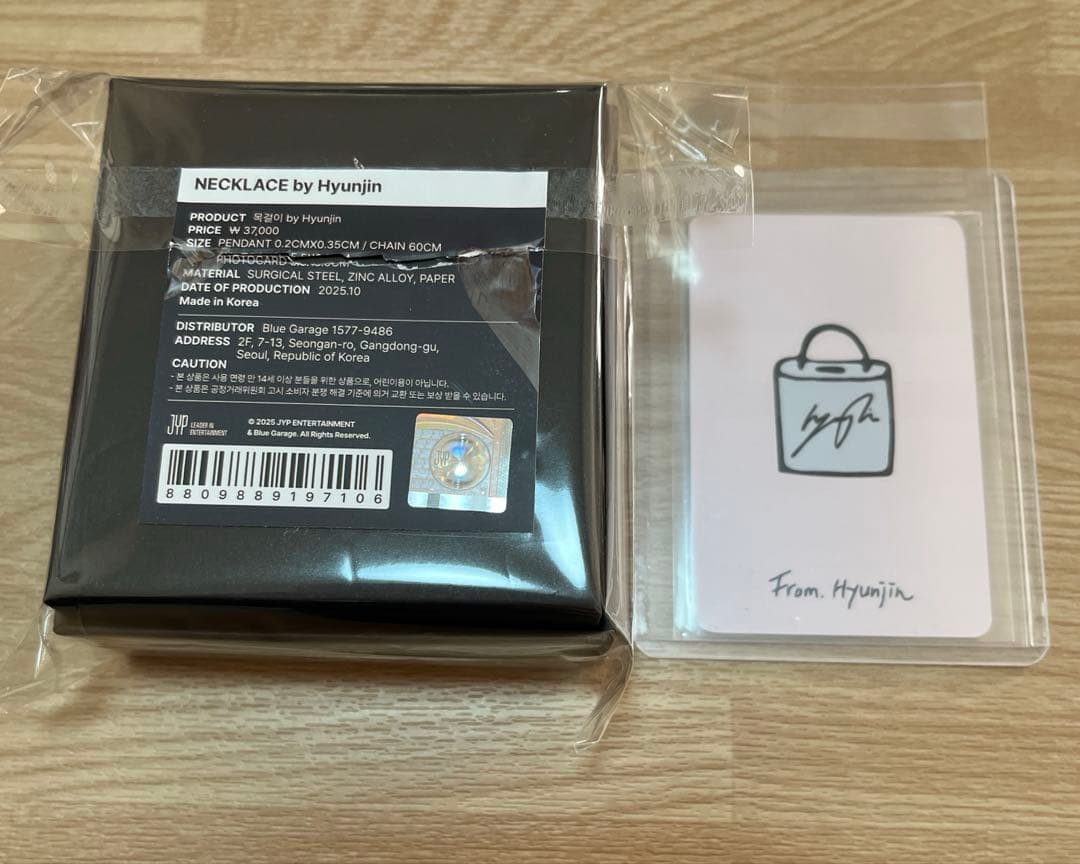 NECKLACE by Hyunjin
PRODUCT 목걸이 by Hyunjin
PRICE ₩ 37,000
SIZE PENDANT 0.2CMX0.35CM / CHAIN 60CM
PHOTOCARD
MATERIAL SURGICAL STEEL, ZINC ALLOY, PAPER
DATE OF PRODUCTION 2025.10
Made in Korea
DISTRIBUTOR Blue Garage 1577-9486
ADDRESS 2F, 7-13, Seongan-ro, Gangdong-gu,
Seoul, Republic of Korea
CAUTION
- 본 상품은 사용 연령 만 14세 이상 분들을 위한 상품으로, 어린이용이 아닙니다.
- 본 상품은 공정거래위원회 고시 소비자 분쟁 해결 기준에 의거 교환 또는 보상 받을 수 있습니다.
JYP LEADER IN
ENTERTAINMENT
© 2025 JYP ENTERTAINMENT
& Blue Garage. All Rights Reserved.
8809889197106
JYP
From. Hyunjin